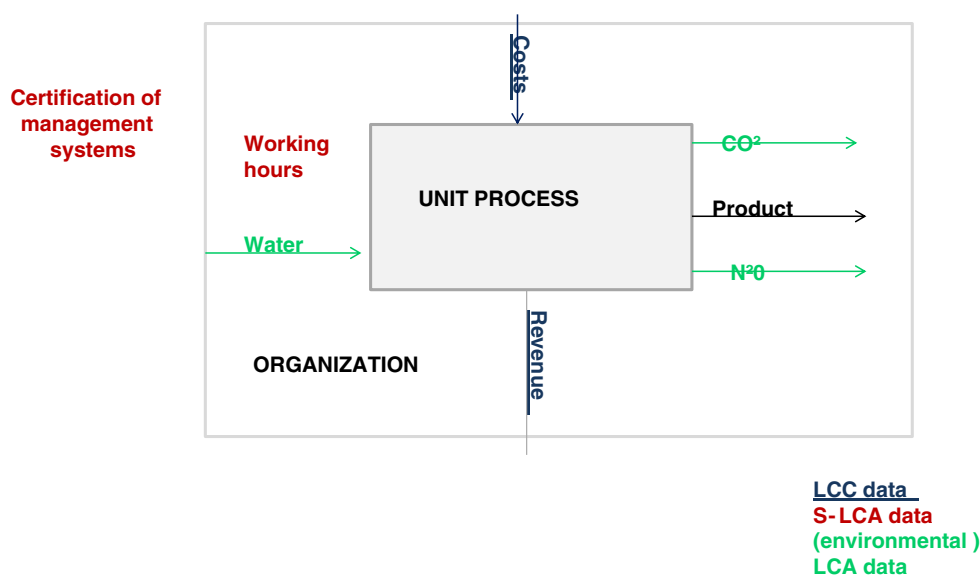 Costs
Certification of
management
systems
Working
hours
CO²
UNIT PROCESS
Product
Water
N²0
Revenue
ORGANIZATION
LCC data
S-LCA data
(environmental )
LCA data